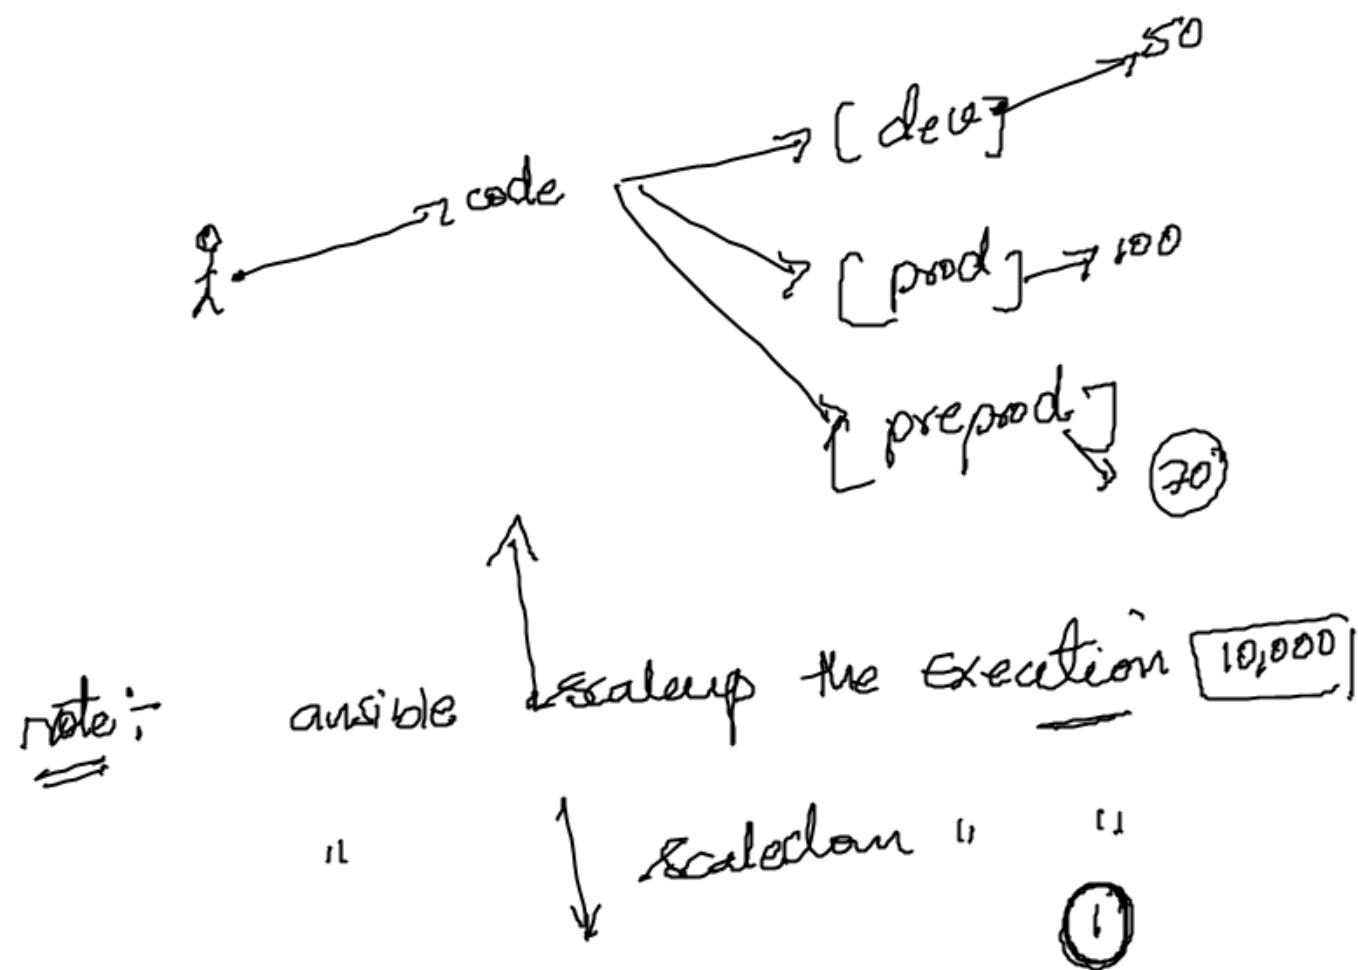 50
[dev]
code
[prod] 100
[preprod]
70
note:- ansible scaleup the Execution 10,000
" scaledown " "
1